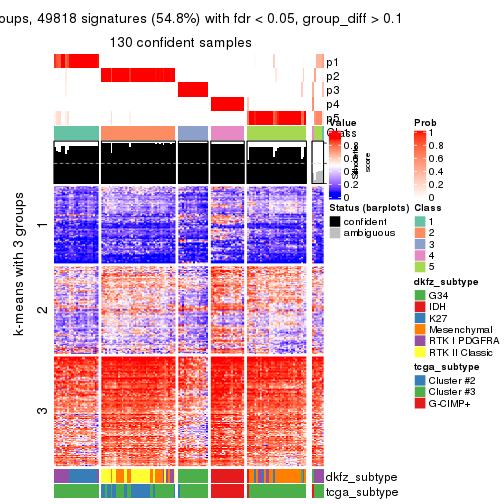 oups, 49818 signatures (54.8%) with fdr < 0.05, group_diff > 0.1
130 confident samples
p1
p2
p3
p4
p5
Class
1
0.8
0.6
0.4
0.2
0
Silhouette
score
k-means with 3 groups
1
2
3
dkfz_subtype
tcga_subtype
Value
Prob
1
0.8
0.6
0.4
0.2
0
Status (barplots)
confident
ambiguous
Class
1
2
3
4
5
dkfz_subtype
G34
IDH
K27
Mesenchymal
RTK I PDGFRA
RTK II Classic
tcga_subtype
Cluster #2
Cluster #3
G-CIMP+